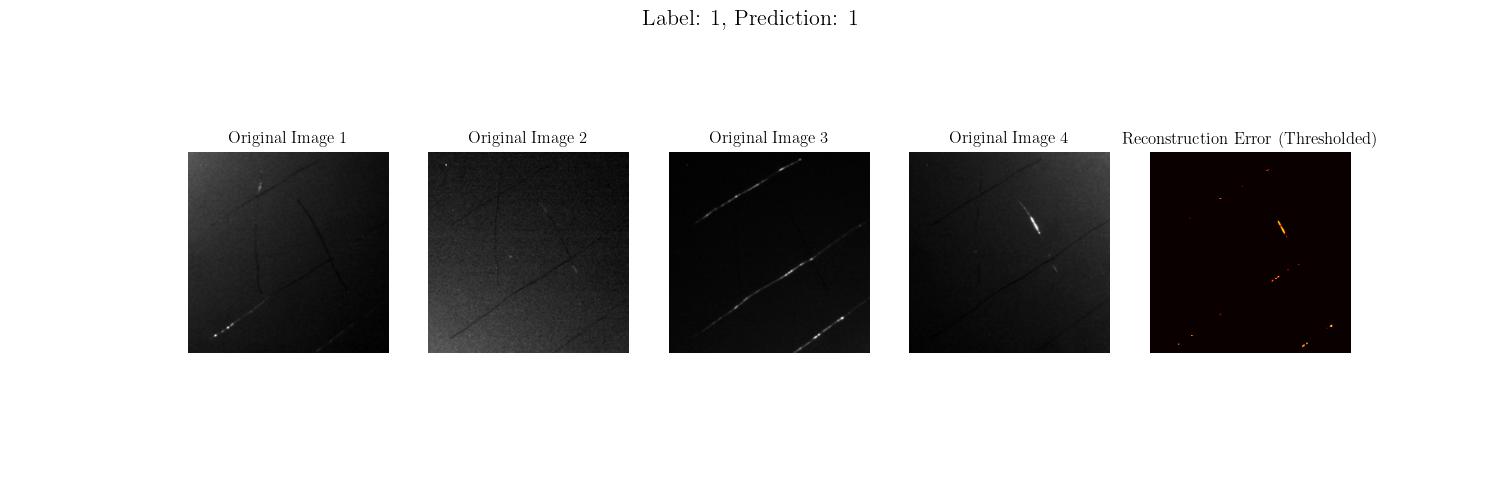 Label: 1, Prediction: 1
Original Image 1
Original Image 2
Original Image 3
Original Image 4
Reconstruction Error (Thresholded)